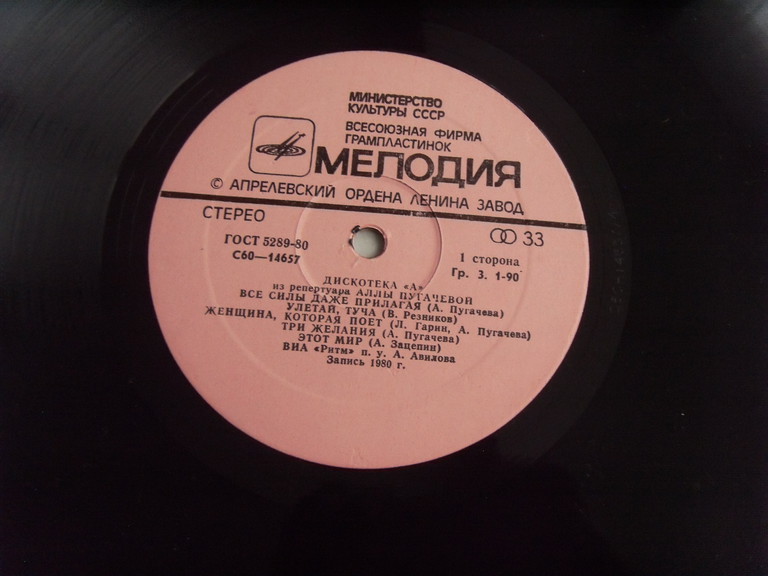 МИНИСТЕРСТВО
КУЛЬТУРЫ СССР
ВСЕСОЮЗНАЯ ФИРМА
ГРАМПЛАСТИНОК
МЕЛОДИЯ
© АПРЕЛЕВСКИЙ ОРДЕНА ЛЕНИНА ЗАВОД
СТЕРЕО
33
ГОСТ 5289-80
С60—14657
1 сторона
Гр. 3. 1-90
ДИСКОТЕКА «А»
из репертуара АЛЛЫ ПУГАЧЕВОЙ
ВСЕ СИЛЫ ДАЖЕ ПРИЛАГАЯ (А. Пугачева)
УЛЕТАЙ, ТУЧА (В. Резников)
ЖЕНЩИНА, КОТОРАЯ ПОЕТ (Л. Гарин, А. Пугачева)
ТРИ ЖЕЛАНИЯ (А. Пугачева)
ЭТОТ МИР (А. Зацепин)
ВИА «Ритм» п. у. А. Авилова
Запись 1980 г.